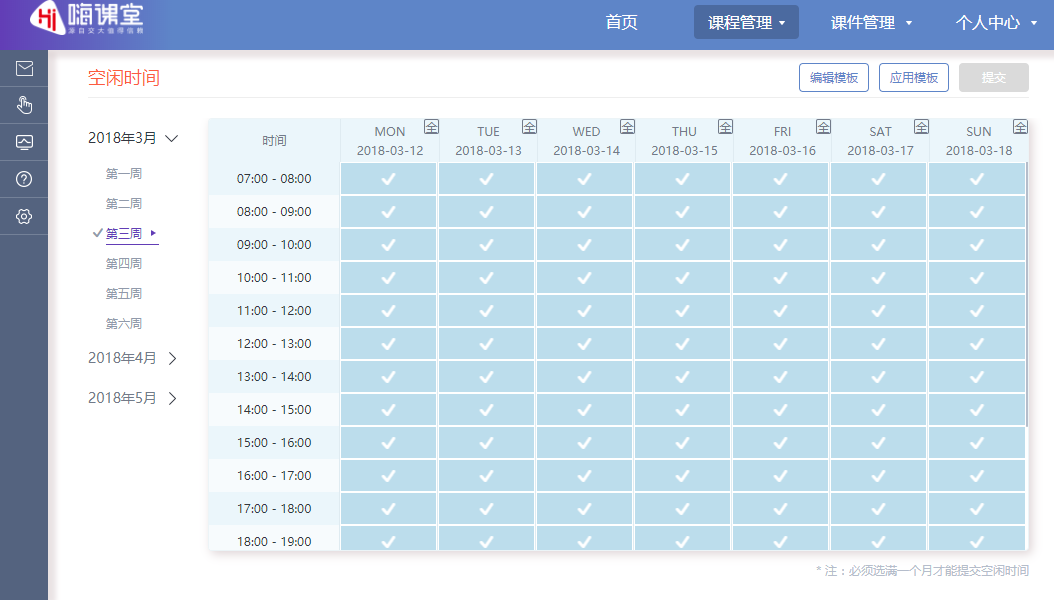 Hi 嗨课堂
源自交大值得信赖
首页 课程管理 课件管理 个人中心
空闲时间 编辑模板 应用模板 提交
2018年3月
第一周
第二周
第三周
第四周
第五周
第六周
2018年4月
2018年5月
时间
MON 全 TUE 全 WED 全 THU 全 FRI 全 SAT 全 SUN 全
2018-03-12 2018-03-13 2018-03-14 2018-03-15 2018-03-16 2018-03-17 2018-03-18
07:00 - 08:00
08:00 - 09:00
09:00 - 10:00
10:00 - 11:00
11:00 - 12:00
12:00 - 13:00
13:00 - 14:00
14:00 - 15:00
15:00 - 16:00
16:00 - 17:00
17:00 - 18:00
18:00 - 19:00
* 注：必须选满一个月才能提交空闲时间